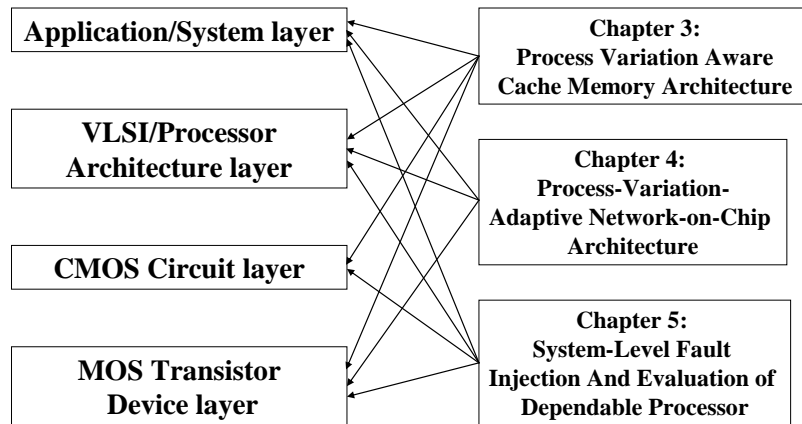 Application/System layer
VLSI/Processor
Architecture layer
CMOS Circuit layer
MOS Transistor
Device layer
Chapter 3:
Process Variation Aware
Cache Memory Architecture
Chapter 4:
Process-Variation-
Adaptive Network-on-Chip
Architecture
Chapter 5:
System-Level Fault
Injection And Evaluation of
Dependable Processor